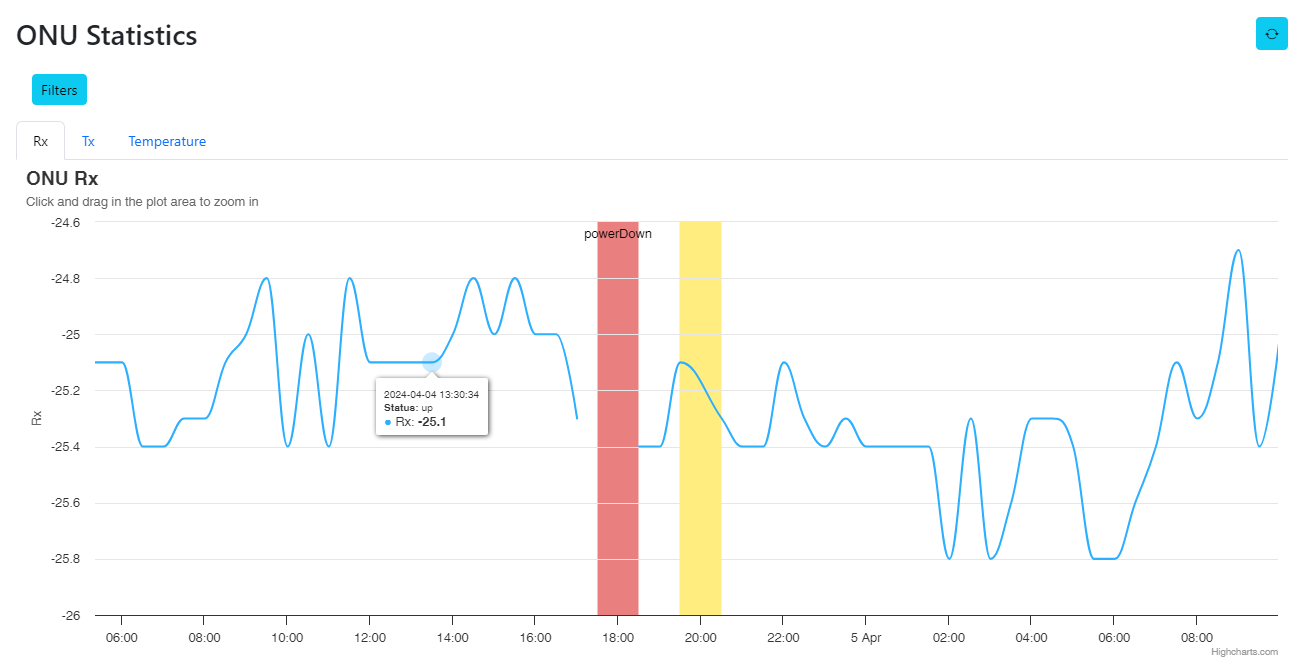 ONU Statistics
Filters
Rx Tx Temperature
ONU Rx
Click and drag in the plot area to zoom in
-24.6
-24.8
-25
-25.2
-25.4
-25.6
-25.8
-26
Rx
powerDown
2024-04-04 13:30:34
Status: up
● Rx: -25.1
06:00 08:00 10:00 12:00 14:00 16:00 18:00 20:00 22:00 5 Apr 02:00 04:00 06:00 08:00
Highcharts.com